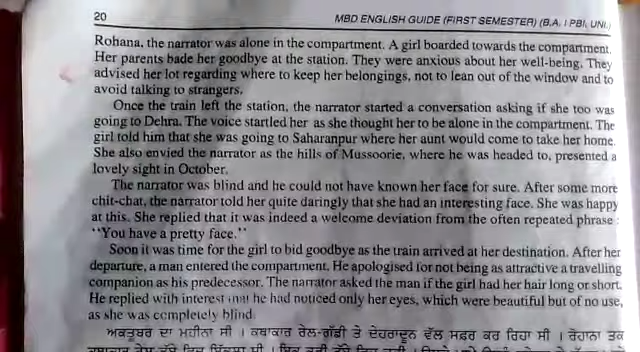 20
MBD ENGLISH GUIDE (FIRST SEMESTER) (B.A. I PBI. UNI.)
Rohana, the narrator was alone in the compartment. A girl boarded towards the compartment.
Her parents bade her goodbye at the station. They were anxious about her well-being. They
advised her lot regarding where to keep her belongings, not to lean out of the window and to
avoid talking to strangers.
Once the train left the station, the narrator started a conversation asking if she too was
going to Dehra. The voice startled her as she thought her to be alone in the compartment. The
girl told him that she was going to Saharanpur where her aunt would come to take her home.
She also envied the narrator as the hills of Mussoorie, where he was headed to, presented a
lovely sight in October.
The narrator was blind and he could not have known her face for sure. After some more
chit-chat, the narrator told her quite daringly that she had an interesting face. She was happy
at this. She replied that it was indeed a welcome deviation from the often repeated phrase :
“You have a pretty face.”
Soon it was time for the girl to bid goodbye as the train arrived at her destination. After her
departure, a man entered the compartment. He apologised for not being as attractive a travelling
companion as his predecessor. The narrator asked the man if the girl had her hair long or short.
He replied with interest that he had noticed only her eyes, which were beautiful but of no use,
as she was completely blind.
ਅਕਤੂਬਰ ਦਾ ਮਹੀਨਾ ਸੀ । ਕਥਾਕਾਰ ਰੇਲ-ਗੱਡੀ ਤੇ ਦੇਹਰਾਦੂਨ ਵੱਲ ਸਫ਼ਰ ਕਰ ਰਿਹਾ ਸੀ । ਰੋਹਾਨਾ ਤਕ